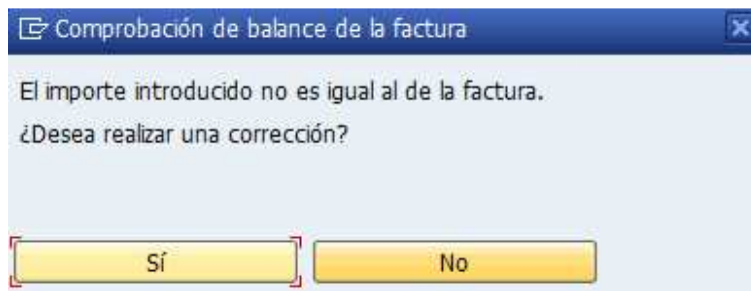 Comprobación de balance de la factura
El importe introducido no es igual al de la factura.
¿Desea realizar una corrección?
Sí No